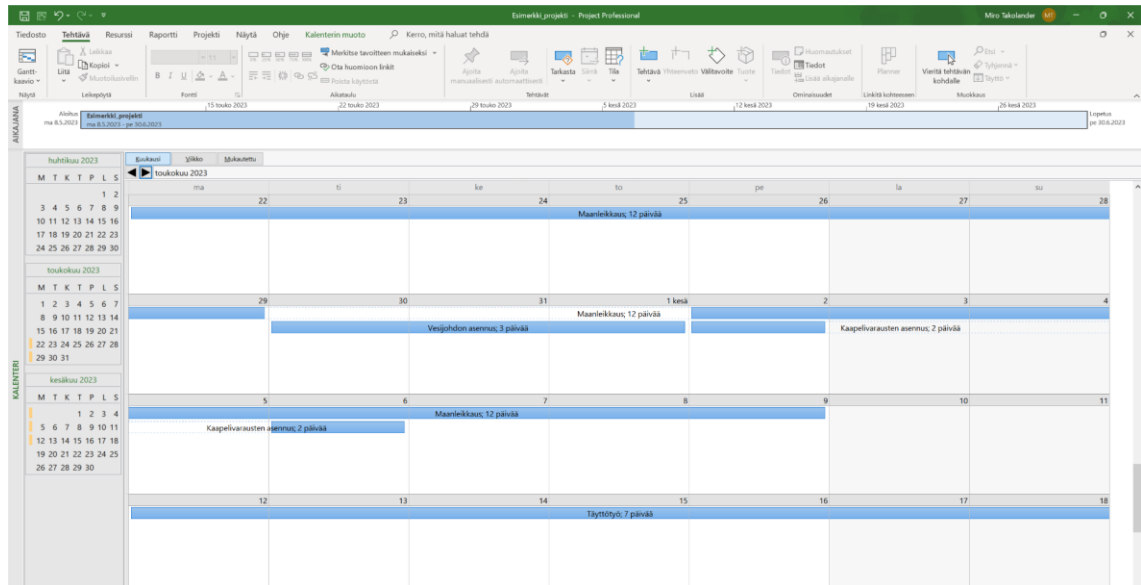 Esimerkki_projekti - Project Professional
Miro Takolander MT
Tiedosto Tehtävä Resurssi Raportti Projekti Näytä Ohje Kalenterin muoto Kerro, mitä haluat tehdä
Gantt-kaavio
Liitä
Leikkaa
Kopioi
Muotoilusivellin
B I U A
Merkitse tavoitteen mukaiseksi
Ota huomioon linkit
Poista käytöstä
Ajoita manuaalisesti
Ajoita automaattisesti
Tarkasta
Siirrä
Tila
Tehtävä
Yhteenveto
Välitavoite
Tuote
Tiedot
Huomautukset
Tiedot
Lisää aikajanalle
Planner
Vieritä tehtävän kohdalle
Etsi
Tyhjennä
Täyttö
Näytä Leikepöytä Fontti Aikataulu Tehtävät Lisää Ominaisuudet Linkitä kohteeseen Muokkaus
AIKAJANA
15 touko 2023 22 touko 2023 29 touko 2023 5 kesä 2023 12 kesä 2023 19 kesä 2023 26 kesä 2023
Aloitus
ma 8.5.2023
Esimerkki_projekti
ma 8.5.2023 - pe 30.6.2023
Lopetus
pe 30.6.2023
KALENTERI
huhtikuu 2023
M T K T P L S
1 2
3 4 5 6 7 8 9
10 11 12 13 14 15 16
17 18 19 20 21 22 23
24 25 26 27 28 29 30
toukokuu 2023
M T K T P L S
1 2 3 4 5 6 7
8 9 10 11 12 13 14
15 16 17 18 19 20 21
22 23 24 25 26 27 28
29 30 31
kesäkuu 2023
M T K T P L S
1 2 3 4
5 6 7 8 9 10 11
12 13 14 15 16 17 18
19 20 21 22 23 24 25
26 27 28 29 30
Kuukausi Viikko Mukautettu
toukokuu 2023
ma ti ke to pe la su
22 23 24 25 26 27 28
Maanleikkaus; 12 päivää
29 30 31 1 kesä 2 3 4
Maanleikkaus; 12 päivää
Vesijohdon asennus; 3 päivää Kaapelivarausten asennus; 2 päivää
5 6 7 8 9 10 11
Maanleikkaus; 12 päivää
Kaapelivarausten asennus; 2 päivää
12 13 14 15 16 17 18
Täyttötyö; 7 päivää